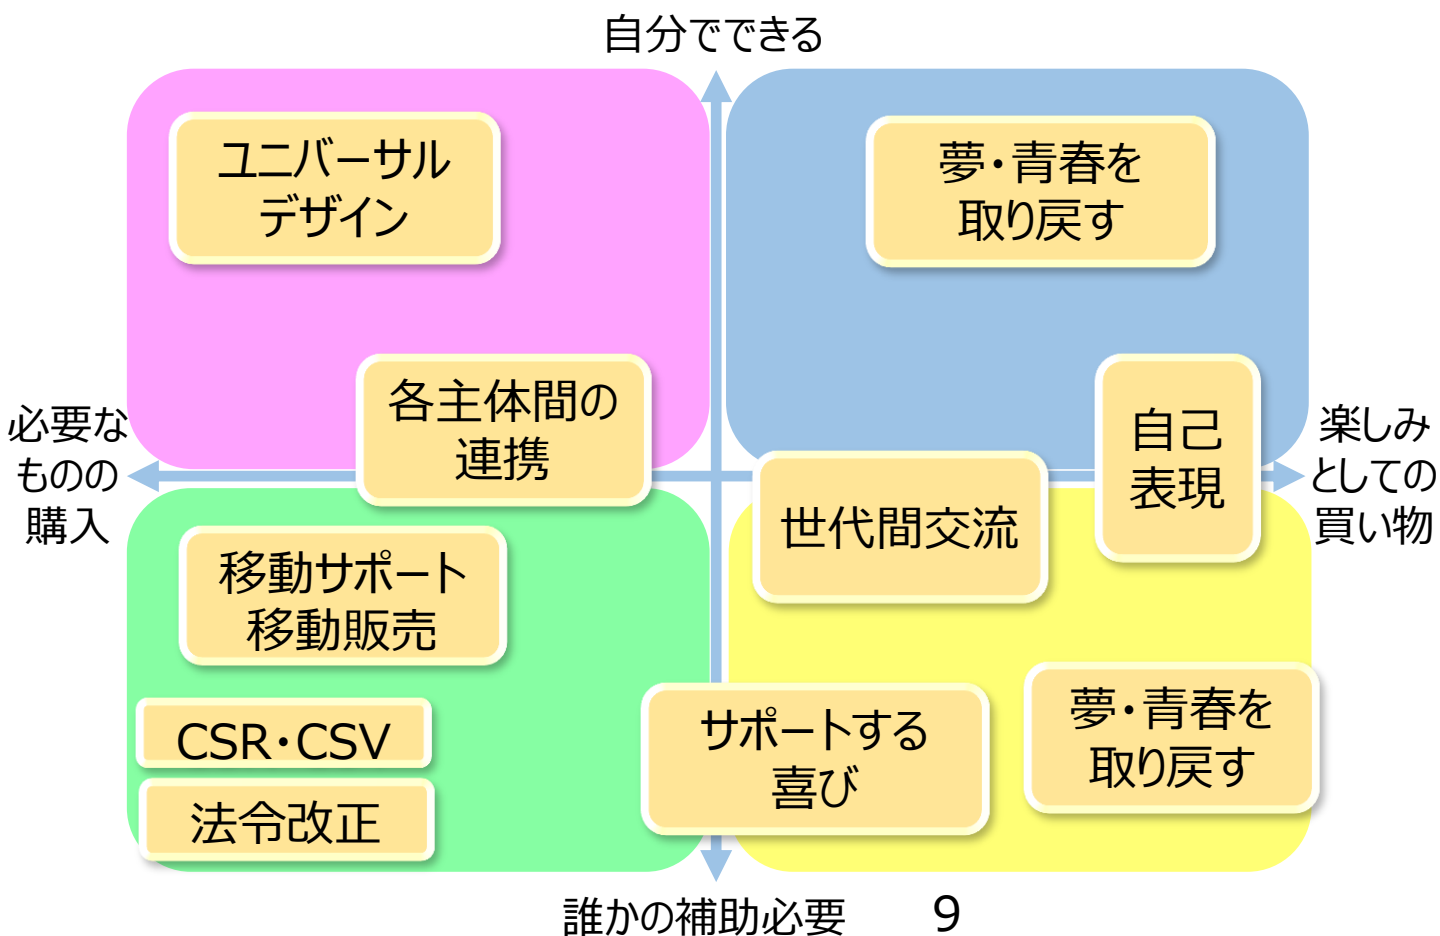 自分でできる
ユニバーサル
デザイン
夢・青春を
取り戻す
各主体間の
連携
必要な
ものの
購入
自己
表現
楽しみ
としての
買い物
世代間交流
移動サポート
移動販売
CSR・CSV
法令改正
サポートする
喜び
夢・青春を
取り戻す
誰かの補助必要
9